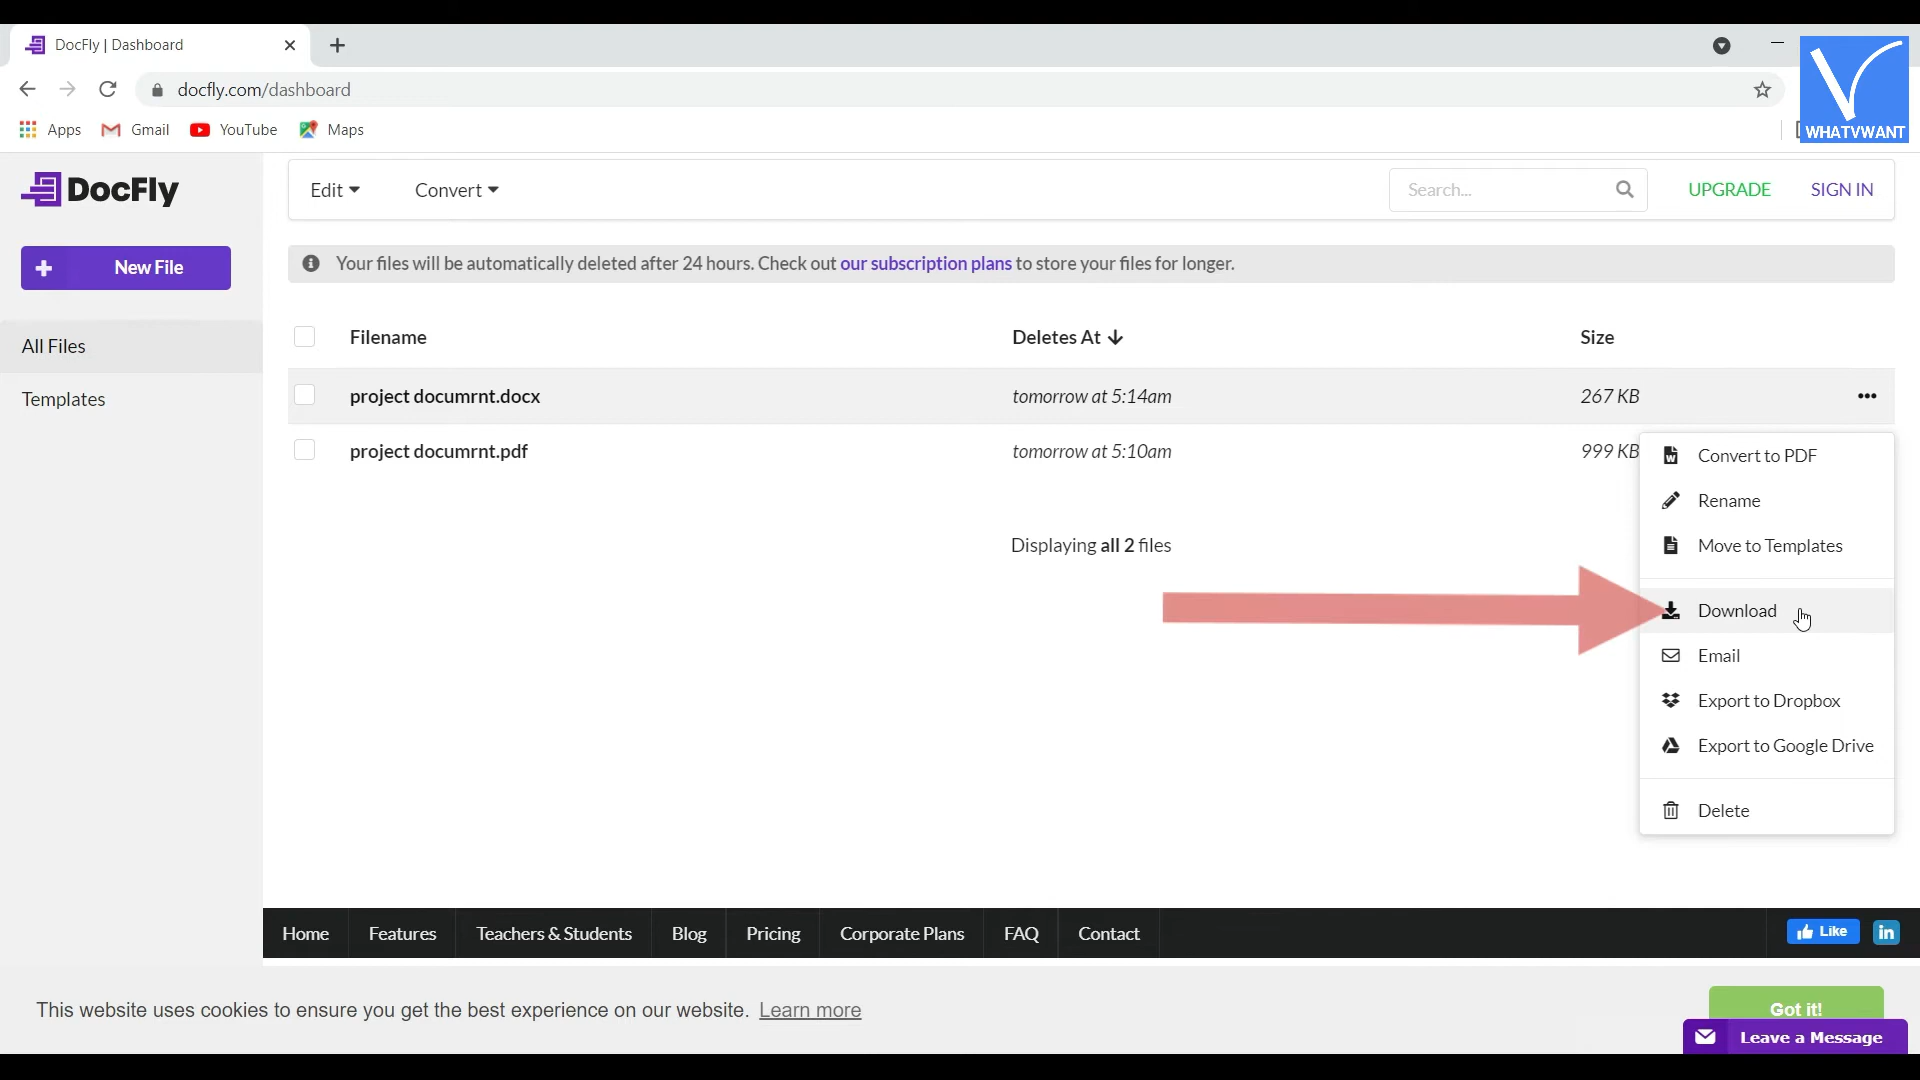 DocFly | Dashboard
docfly.com/dashboard
Apps Gmail YouTube Maps
WHATVWANT
DocFly
Edit Convert Search... UPGRADE SIGN IN
New File
Your files will be automatically deleted after 24 hours. Check out our subscription plans to store your files for longer.
All Files
Templates
Filename Deletes At Size
project documrnt.docx tomorrow at 5:14am 267 KB
project documrnt.pdf tomorrow at 5:10am 999 KB
Displaying all 2 files
Convert to PDF
Rename
Move to Templates
Download
Email
Export to Dropbox
Export to Google Drive
Delete
Home Features Teachers & Students Blog Pricing Corporate Plans FAQ Contact Like in
This website uses cookies to ensure you get the best experience on our website. Learn more
Got it!
Leave a Message